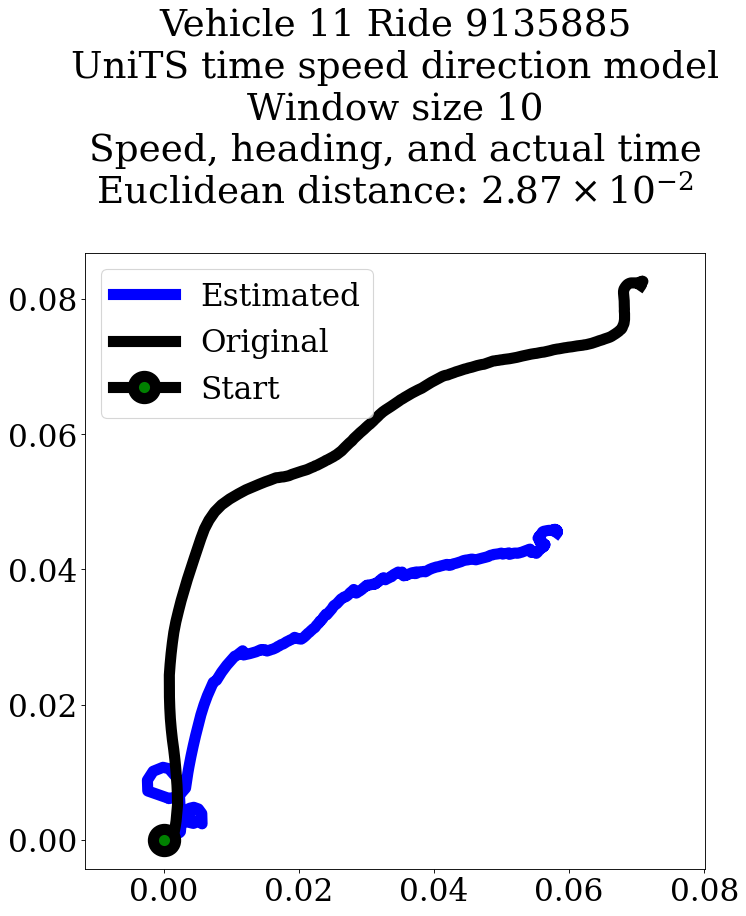 Vehicle 11 Ride 9135885
UniTS time speed direction model
Window size 10
Speed, heading, and actual time
Euclidean distance: 2.87 × 10⁻²
Estimated
Original
Start
0.08
0.06
0.04
0.02
0.00
0.00 0.02 0.04 0.06 0.08